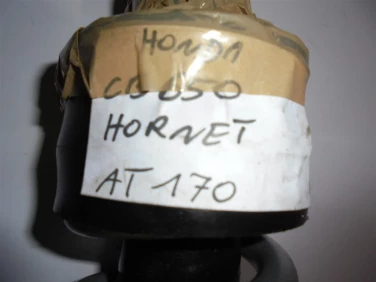 HONDA
CB 650
HORNET
AT 170